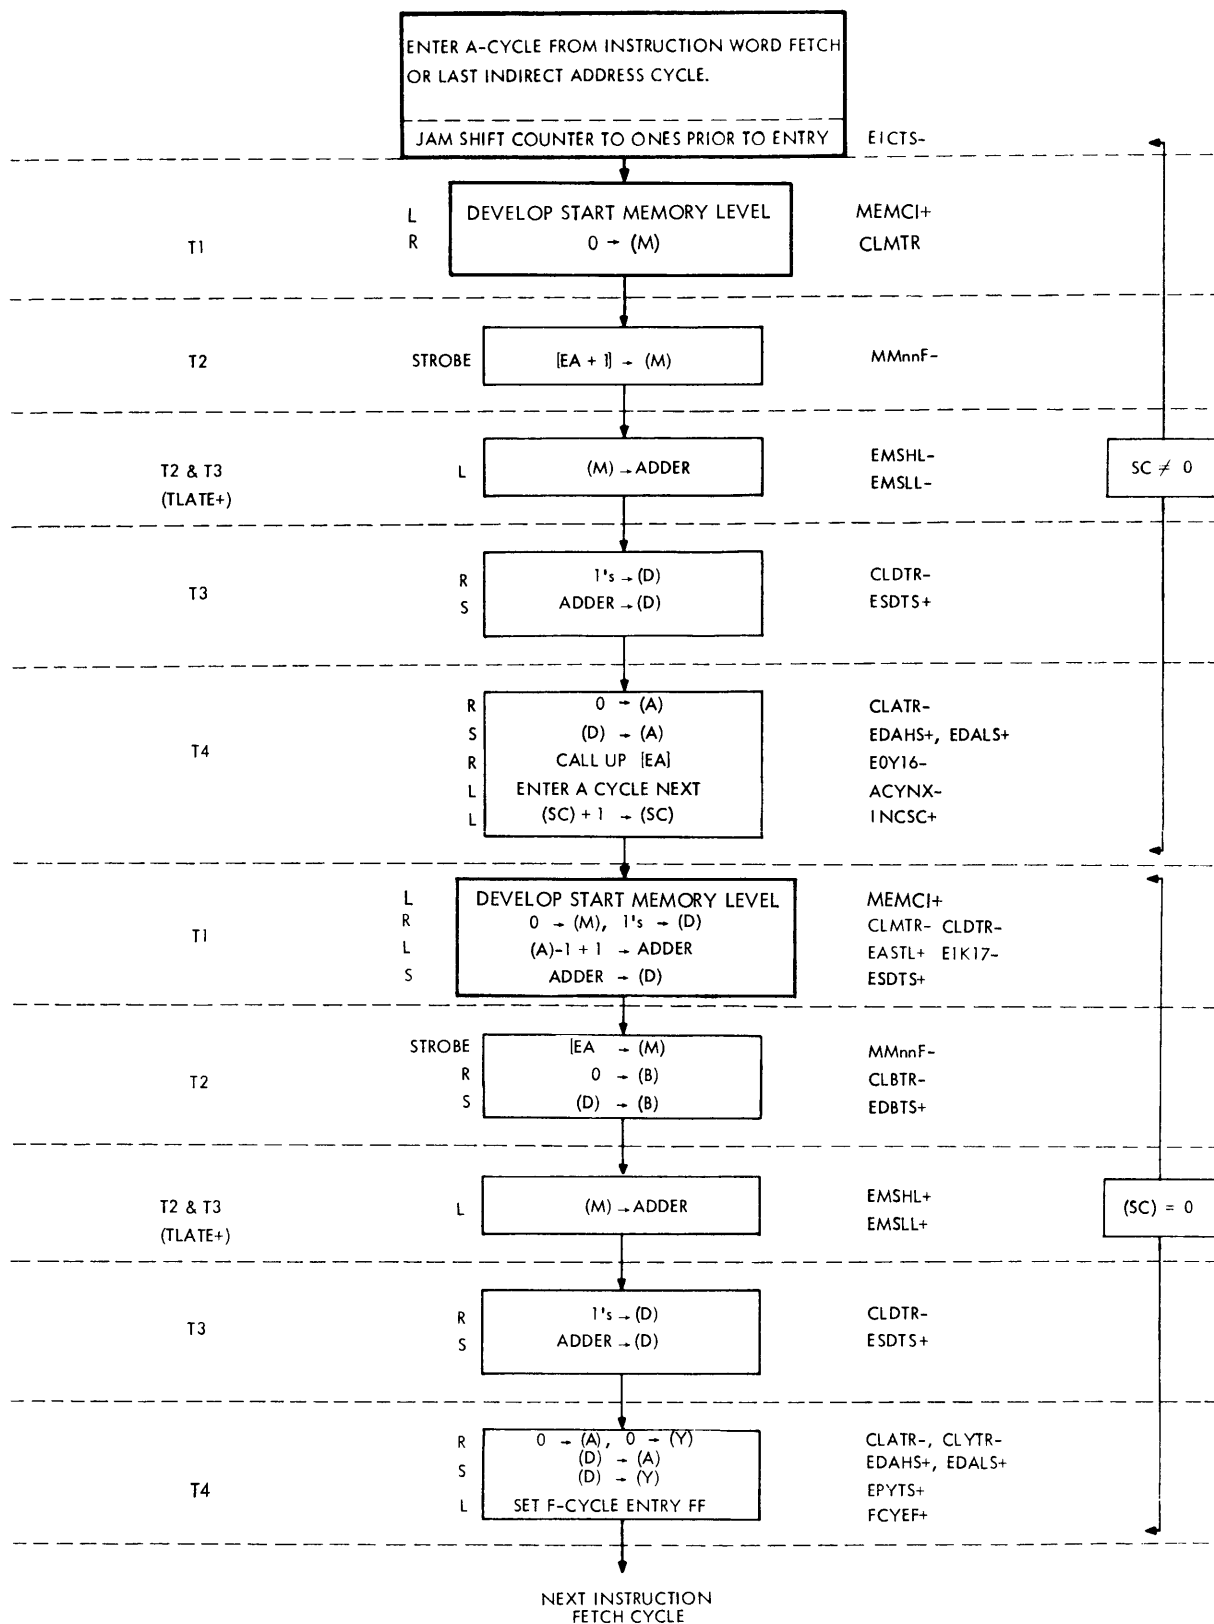 ENTER A-CYCLE FROM INSTRUCTION WORD FETCH
OR LAST INDIRECT ADDRESS CYCLE.
JAM SHIFT COUNTER TO ONES PRIOR TO ENTRY EICTS-
L DEVELOP START MEMORY LEVEL MEMCI+
T1 R 0 → (M) CLMTR
T2 STROBE [EA + 1] → (M) MMnnF-
T2 & T3 L (M) → ADDER EMSHL-
(TLATE+) EMSLL-
SC ≠ 0
R 1's → (D) CLDTR-
T3 S ADDER → (D) ESDTS+
R 0 → (A) CLATR-
S (D) → (A) EDAHS+, EDALS+
T4 R CALL UP [EA] E0Y16-
L ENTER A CYCLE NEXT ACYNX-
L (SC) + 1 → (SC) INCSC+
L DEVELOP START MEMORY LEVEL MEMCI+
T1 R 0 → (M), 1's → (D) CLMTR- CLDTR-
L (A)-1 + 1 → ADDER EASTL+ E1K17-
S ADDER → (D) ESDTS+
STROBE [EA → (M) MMnnF-
T2 R 0 → (B) CLBTR-
S (D) → (B) EDBTS+
T2 & T3 L (M) → ADDER EMSHL+
(TLATE+) EMSLL+
(SC) = 0
R 1's → (D) CLDTR-
T3 S ADDER → (D) ESDTS+
R 0 → (A), 0 → (Y) CLATR-, CLYTR-
S (D) → (A) EDAHS+, EDALS+
T4 (D) → (Y) EPYTS+
L SET F-CYCLE ENTRY FF FCYEF+
NEXT INSTRUCTION
FETCH CYCLE